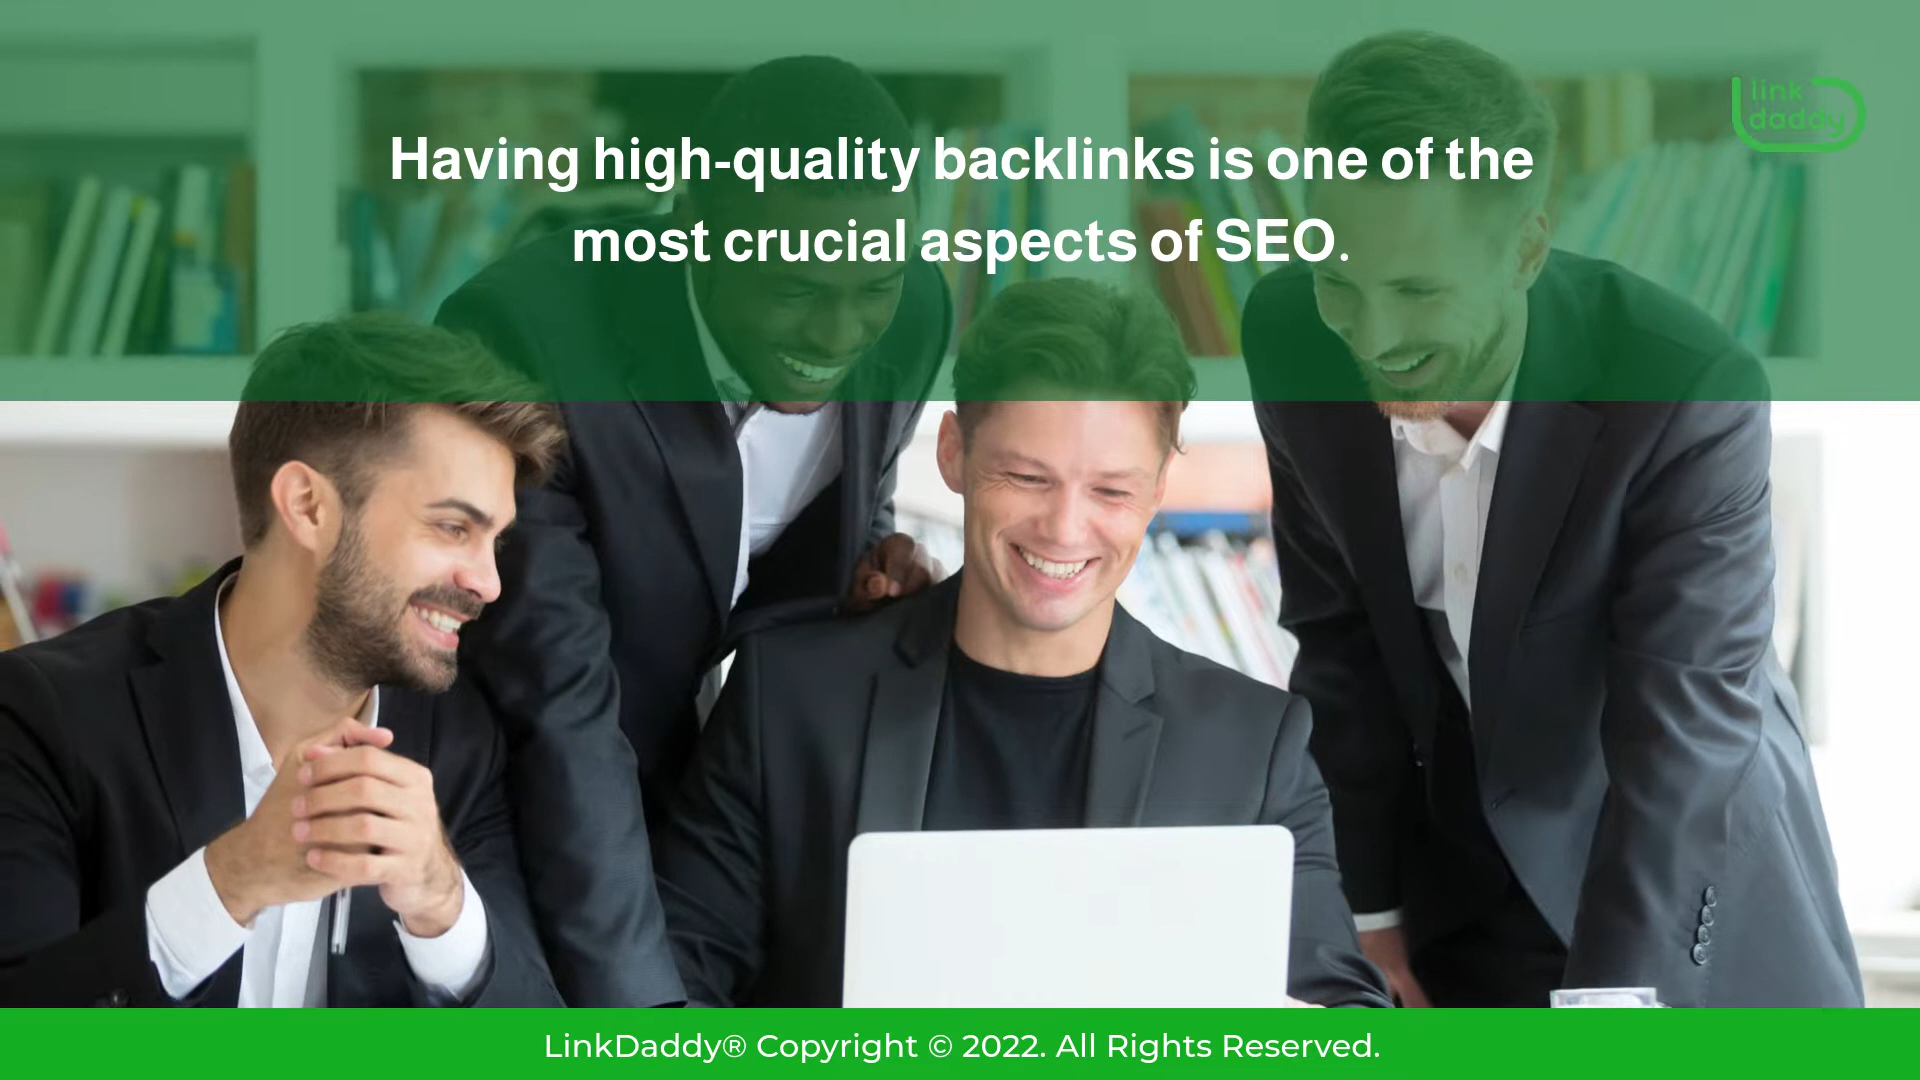 link
daddy
Having high-quality backlinks is one of the
most crucial aspects of SEO.
LinkDaddy® Copyright © 2022. All Rights Reserved.